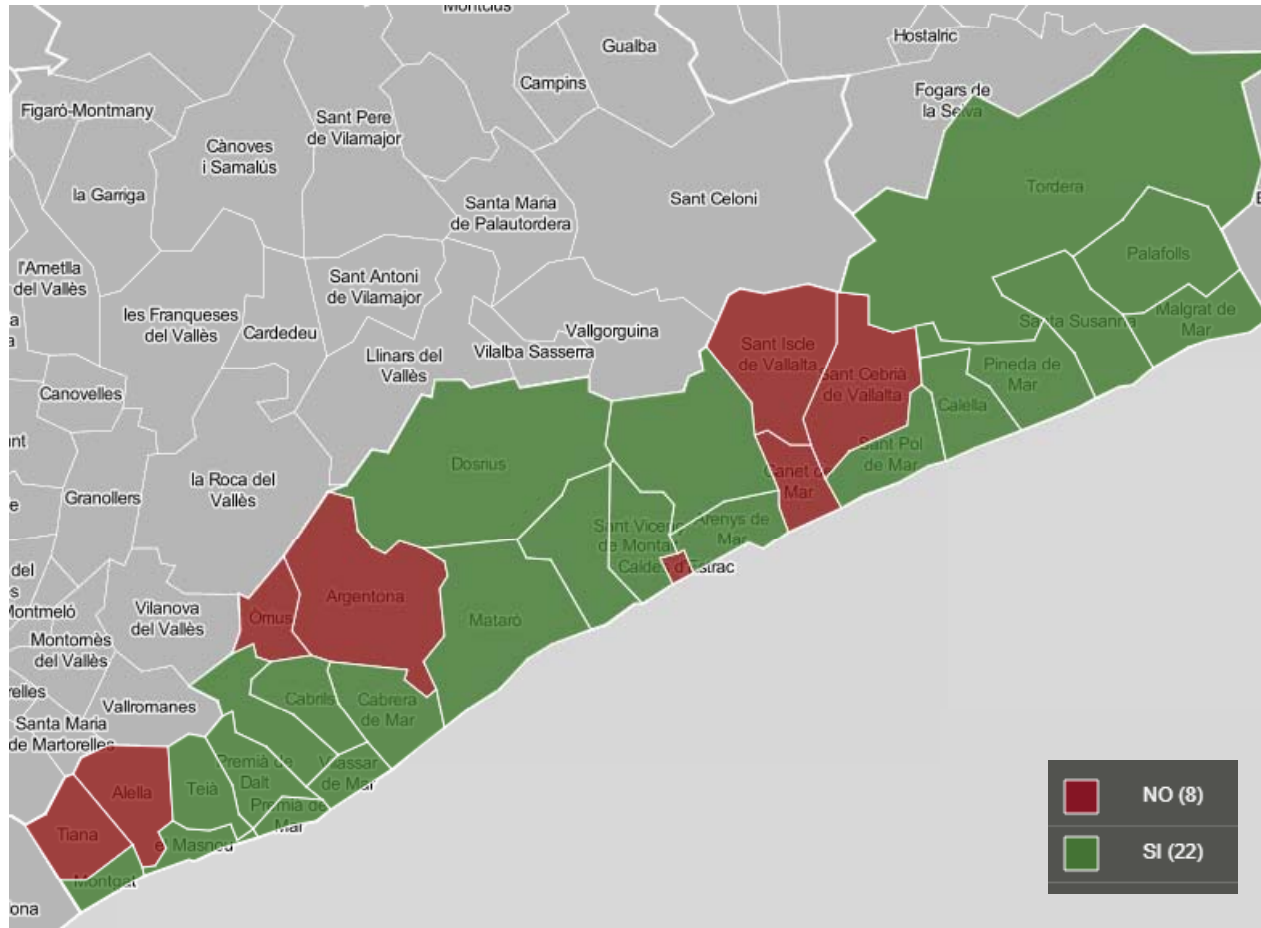 Montclús
Gualba
Hostalric
Campins
Fogars de
la Selva
Figaró-Montmany
Sant Pere
de Vilamajor
Cànoves
i Samalús
la Garriga
Sant Celoni
Santa Maria
de Palautordera
Tordera
Palafolls
l'Ametlla
del Vallès
Sant Antoni
de Vilamajor
les Franqueses
del Vallès
Cardedeu
Vallgorguina
Vilalba Sasserra
Llinars del
Vallès
Santa Susanna
Malgrat de
Mar
Sant Iscle
de Vallalta
Sant Cebrià
de Vallalta
Pineda de
Mar
Calella
Canovelles
Sant Pol
de Mar
Dosrius
Canet de
Mar
la Roca del
Vallès
Granollers
Arenys de
Mar
Sant Vicenç
de Montalt
Caldes d'Estrac
Argentona
Òrrius
Mataró
Vilanova
del Vallès
Montmeló
Montornès
del Vallès
del
relles
Vallromanes
Cabrils
Cabrera
de Mar
Santa Maria
de Martorelles
Premià de
Dalt
Vilassar
de Mar
Teià
Alella
Premià de
Mar
Tiana
el Masnou
Montgat
ona
NO (8)
SI (22)